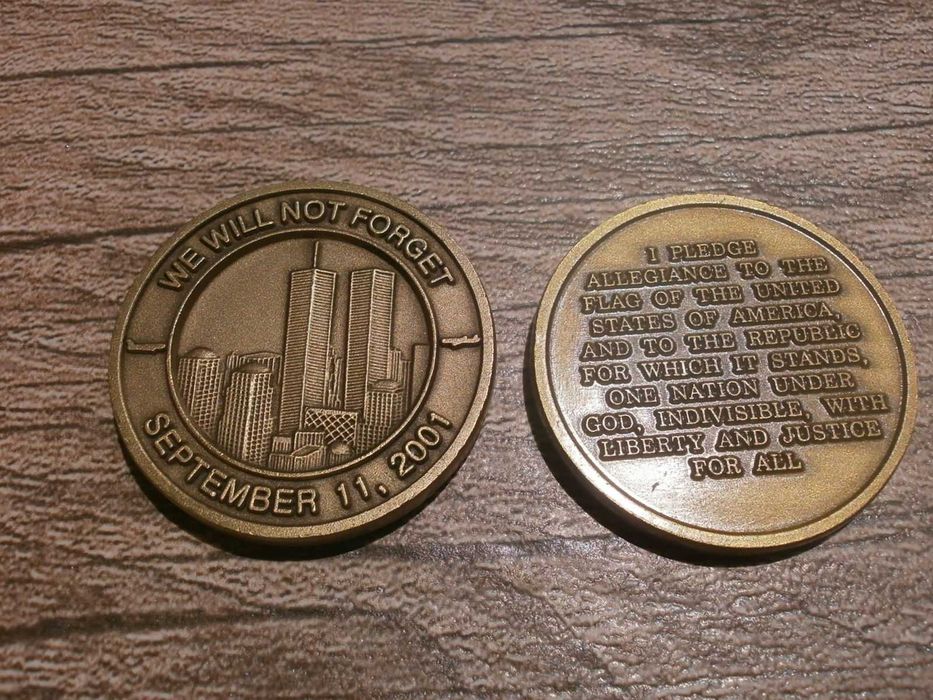 WE WILL NOT FORGET
SEPTEMBER 11, 2001
I PLEDGE
ALLEGIANCE TO THE
FLAG OF THE UNITED
STATES OF AMERICA,
AND TO THE REPUBLIC
FOR WHICH IT STANDS,
ONE NATION UNDER
GOD, INDIVISIBLE, WITH
LIBERTY AND JUSTICE
FOR ALL